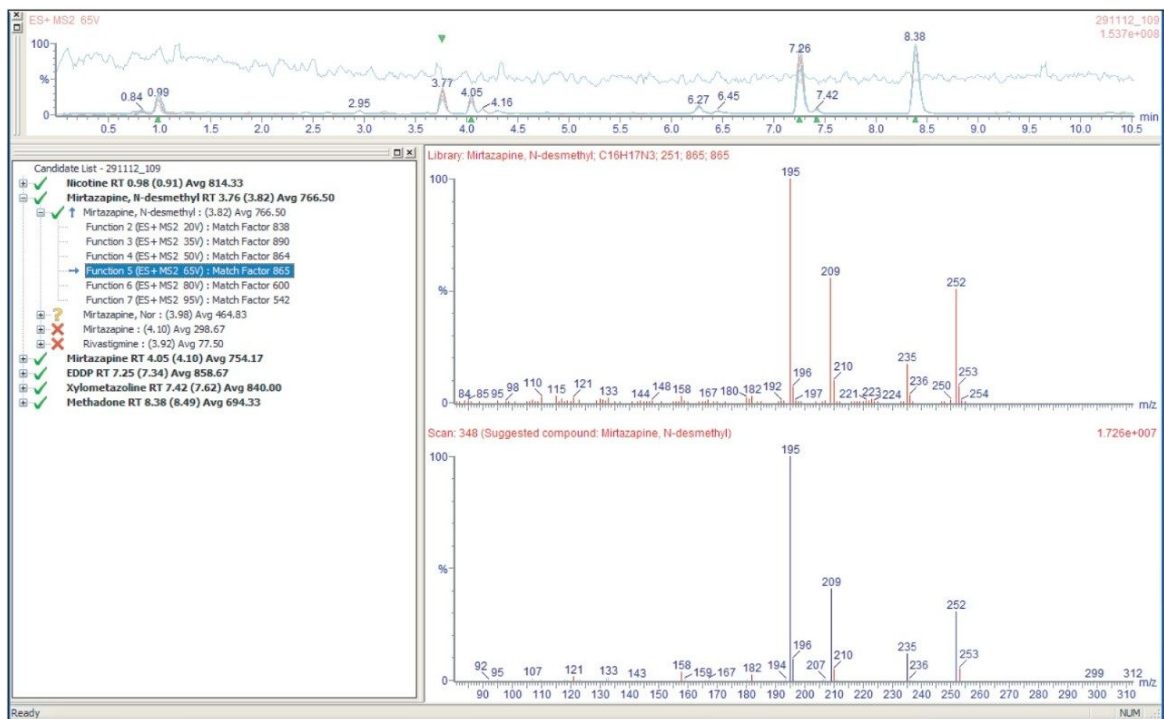 ES+ MS2 65V
291112_109
1.537e+008
100
%
0
0.84
0.99
2.95
3.77
4.05
4.16
6.27
6.45
7.26
7.42
8.38
0.5 1.0 1.5 2.0 2.5 3.0 3.5 4.0 4.5 5.0 5.5 6.0 6.5 7.0 7.5 8.0 8.5 9.0 9.5 10.0 10.5
min
Candidate List - 291112_109
Nicotine RT 0.98 (0.91) Avg 814.33
Mirtazapine, N-desmethyl RT 3.76 (3.82) Avg 766.50
Mirtazapine, N-desmethyl : (3.82) Avg 766.50
Function 2 (ES+ MS2 20V) : Match Factor 838
Function 3 (ES+ MS2 35V) : Match Factor 890
Function 4 (ES+ MS2 50V) : Match Factor 864
Function 5 (ES+ MS2 65V) : Match Factor 865
Function 6 (ES+ MS2 80V) : Match Factor 600
Function 7 (ES+ MS2 95V) : Match Factor 542
Mirtazapine, Nor : (3.98) Avg 464.83
Mirtazapine : (4.10) Avg 298.67
Rivastigmine : (3.92) Avg 77.50
Mirtazapine RT 4.05 (4.10) Avg 754.17
EDDP RT 7.25 (7.34) Avg 858.67
Xylometazoline RT 7.42 (7.62) Avg 840.00
Methadone RT 8.38 (8.49) Avg 694.33
Library: Mirtazapine, N-desmethyl; C16H17N3; 251; 865; 865
100
%
0
195
209
252
235
210
196
236
253
84 85 95 98 110 115 121 133 144 148 158 167 180 182 192 197 221 223 224 250 254
m/z
Scan: 348 (Suggested compound: Mirtazapine, N-desmethyl)
1.726e+007
100
%
0
195
209
252
235
196
210
236
253
92 95 107 121 133 143 158 159 167 182 194 207 299 312
m/z
90 100 110 120 130 140 150 160 170 180 190 200 210 220 230 240 250 260 270 280 290 300 310
Ready
NUM